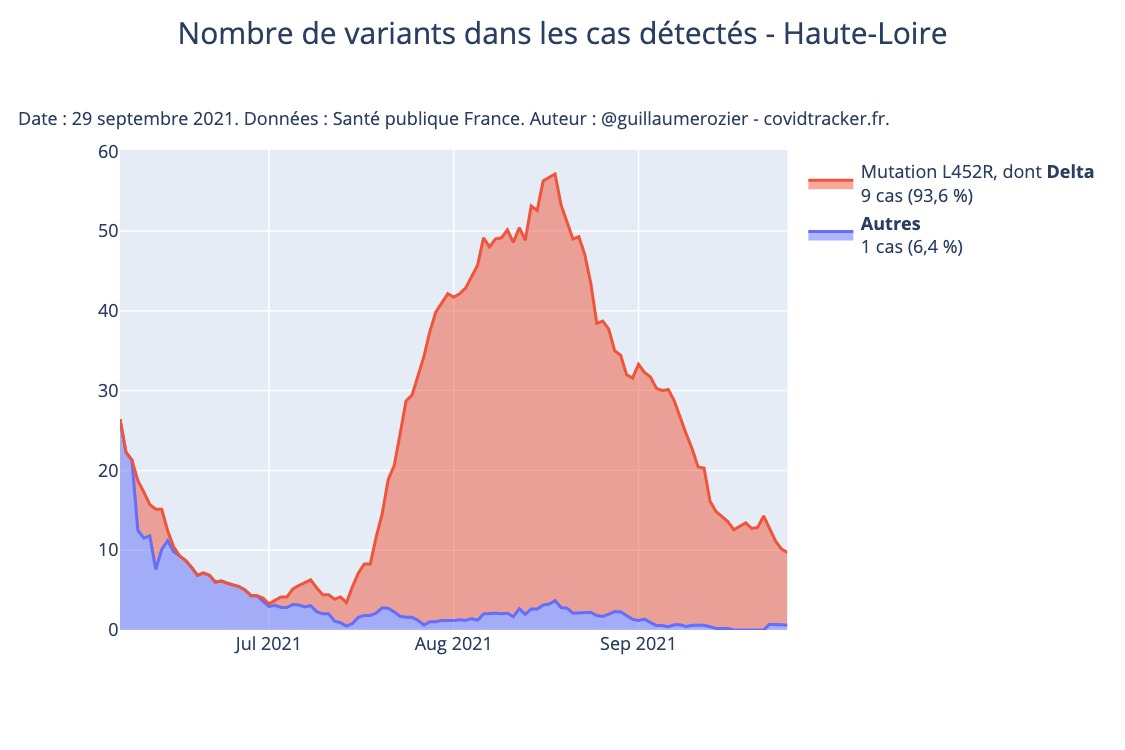 Nombre de variants dans les cas détectés - Haute-Loire
Date : 29 septembre 2021. Données : Santé publique France. Auteur : @guillaumerozier - covidtracker.fr.
60
50
40
30
20
10
0
Jul 2021
Aug 2021
Sep 2021
Mutation L452R, dont Delta
9 cas (93,6 %)
Autres
1 cas (6,4 %)